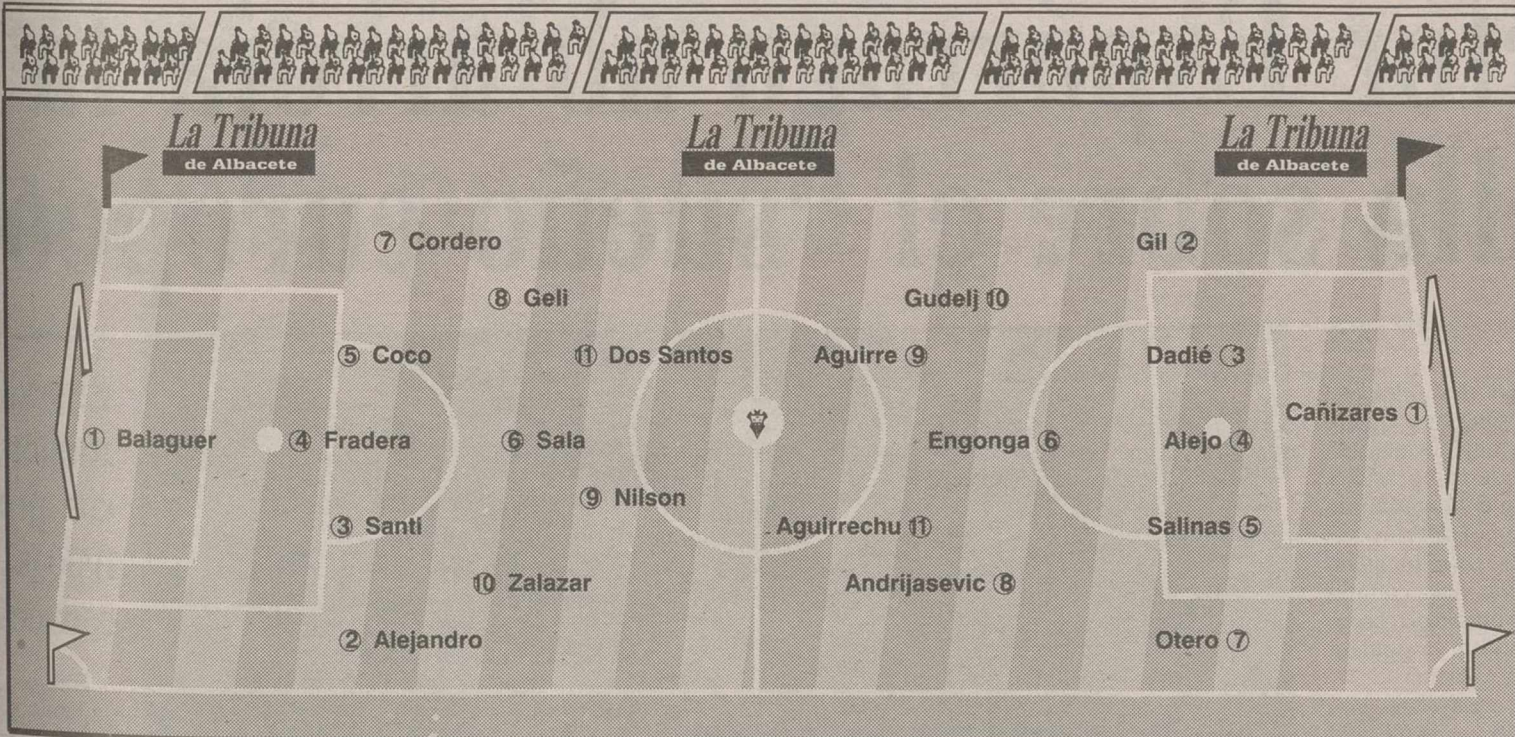 La Tribuna
de Albacete
La Tribuna
de Albacete
La Tribuna
de Albacete
⑦ Cordero
Gil ②
⑧ Geli
Gudelj ⑩
⑤ Coco
⑪ Dos Santos
Aguirre ⑨
Dadié ③
① Balaguer
④ Fradera
⑥ Sala
Engonga ⑥
Alejo ④
Cañizares ①
⑨ Nilson
③ Santi
Aguirrechu ⑪
Salinas ⑤
⑩ Zalazar
Andrijasevic ⑧
② Alejandro
Otero ⑦